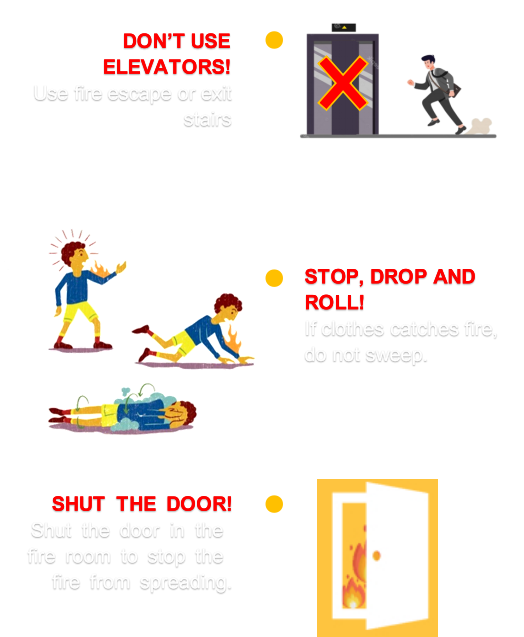 DON’T USE
ELEVATORS!
Use fire escape or exit
stairs
STOP, DROP AND
ROLL!
If clothes catches fire,
do not sweep.
SHUT THE DOOR!
Shut the door in the
fire room to stop the
fire from spreading.